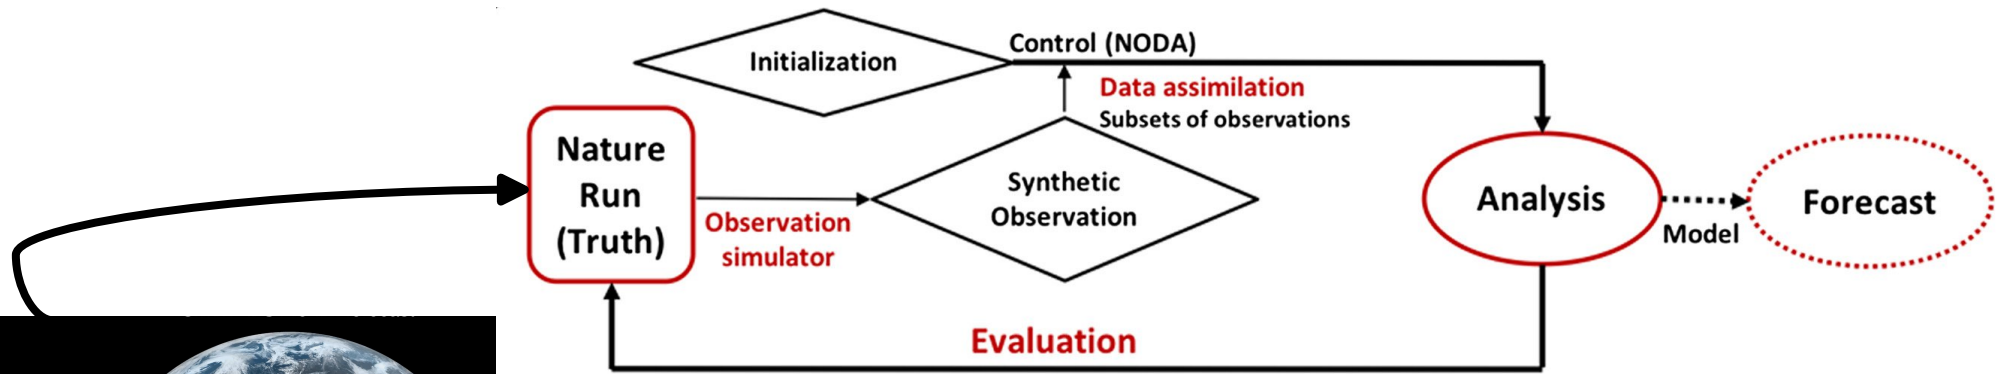 Initialization
Control (NODA)
Data assimilation
Subsets of observations
Nature
Run
(Truth)
Observation
simulator
Synthetic
Observation
Analysis
Model
Forecast
Evaluation